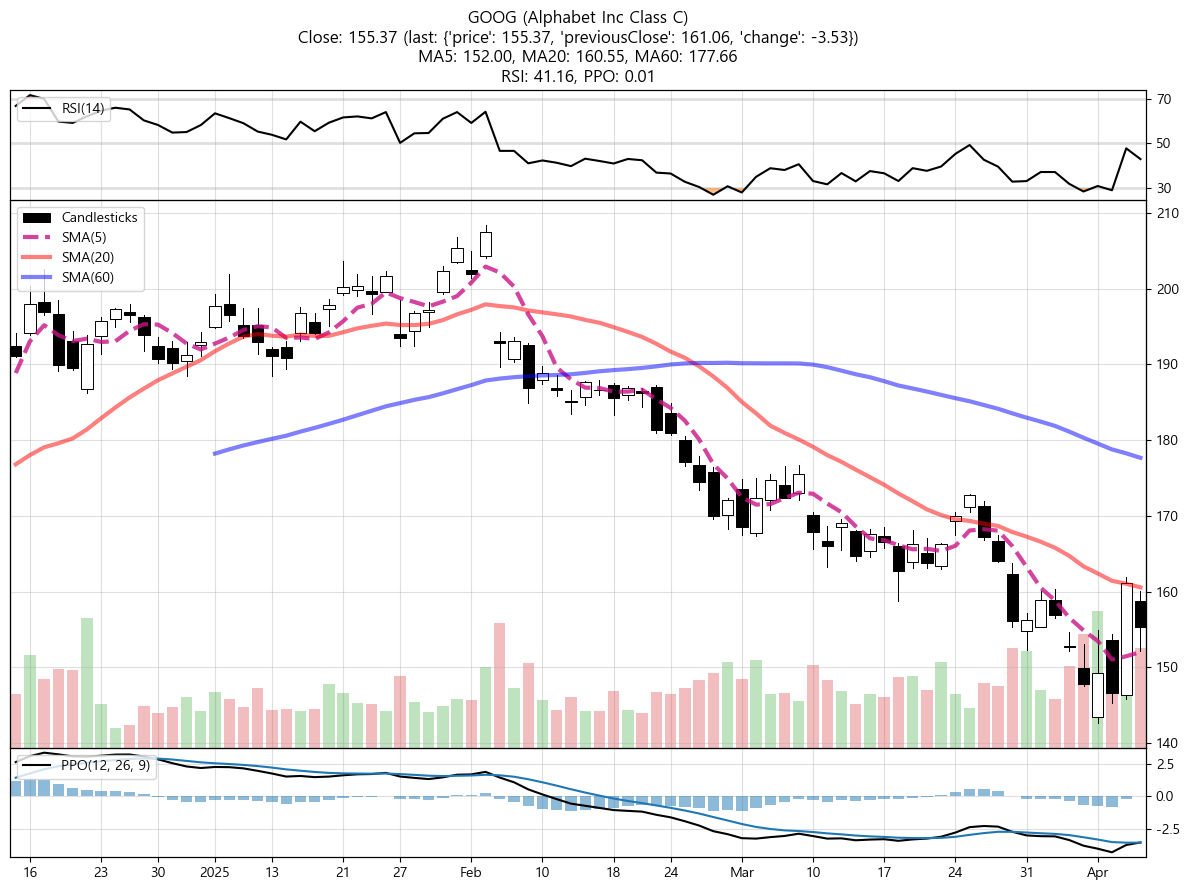 GOOG (Alphabet Inc Class C)
Close: 155.37 (last: {'price': 155.37, 'previousClose': 161.06, 'change': -3.53})
MA5: 152.00, MA20: 160.55, MA60: 177.66
RSI: 41.16, PPO: 0.01
RSI(14)
70
50
30
Candlesticks
SMA(5)
SMA(20)
SMA(60)
210
200
190
180
170
160
150
140
PPO(12, 26, 9)
2.5
0.0
−2.5
16 23 30 2025 13 21 27 Feb 10 18 24 Mar 10 17 24 31 Apr